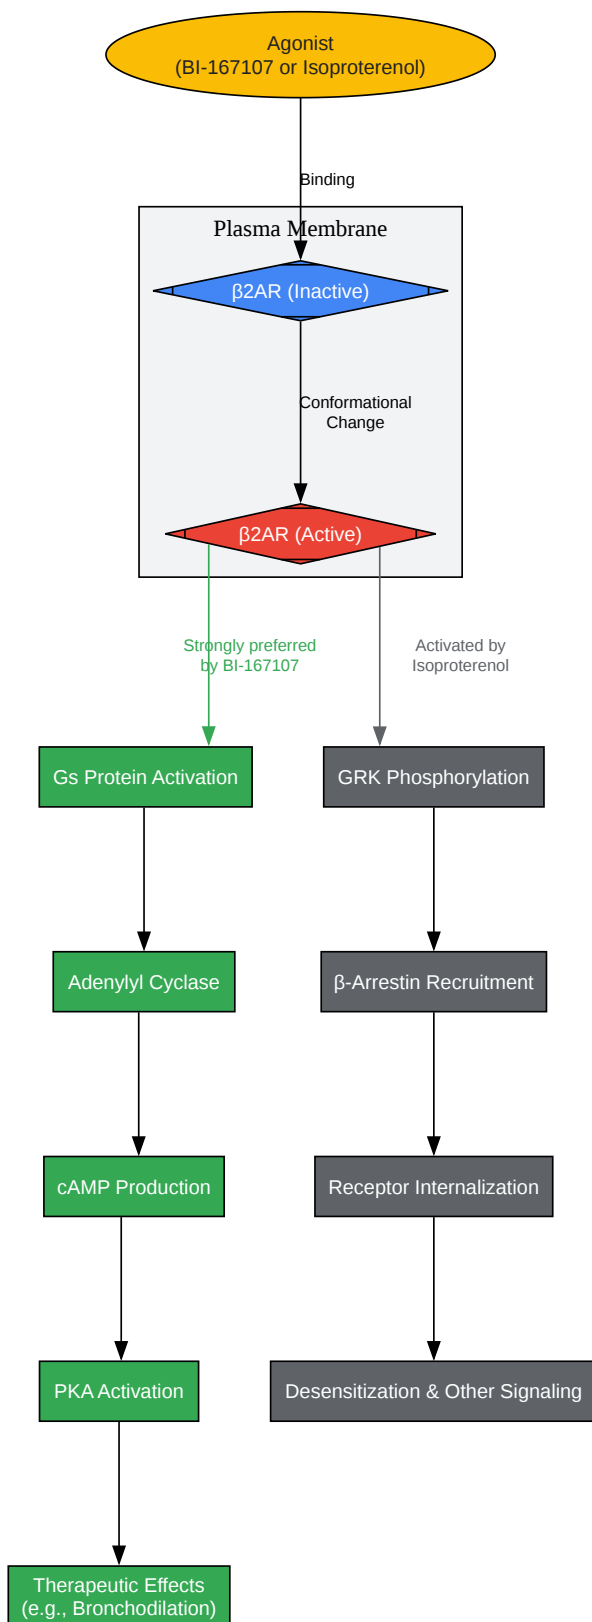 Agonist
(BI-167107 or Isoproterenol)
Binding
Plasma Membrane
β2AR (Inactive)
Conformational
Change
β2AR (Active)
Strongly preferred
by BI-167107
Activated by
Isoproterenol
Gs Protein Activation
GRK Phosphorylation
Adenylyl Cyclase
β-Arrestin Recruitment
cAMP Production
Receptor Internalization
PKA Activation
Desensitization & Other Signaling
Therapeutic Effects
(e.g., Bronchodilation)